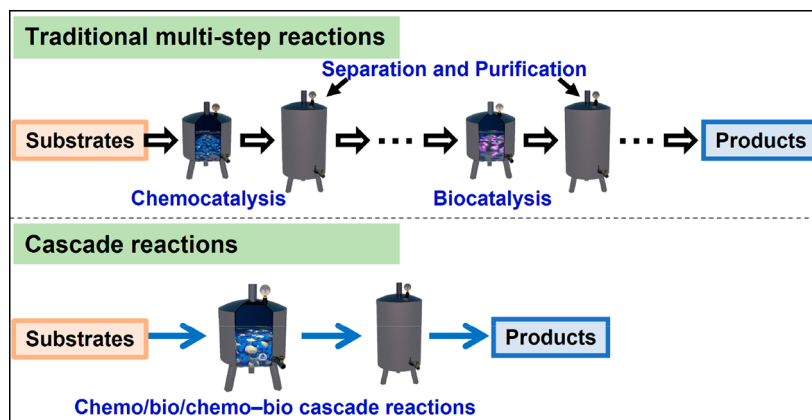 Traditional multi-step reactions
Separation and Purification
Substrates
Products
Chemocatalysis
Biocatalysis
Cascade reactions
Substrates
Products
Chemo/bio/chemo–bio cascade reactions